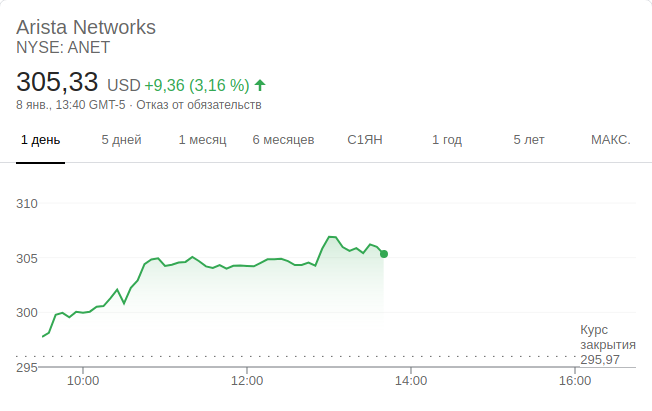 Arista Networks
NYSE: ANET
305,33 USD +9,36 (3,16 %)
8 янв., 13:40 GMT-5 · Отказ от обязательств
1 день 5 дней 1 месяц 6 месяцев С1ЯН 1 год 5 лет МАКС.
310
305
300
Курс
закрытия
295,97
295
10:00 12:00 14:00 16:00